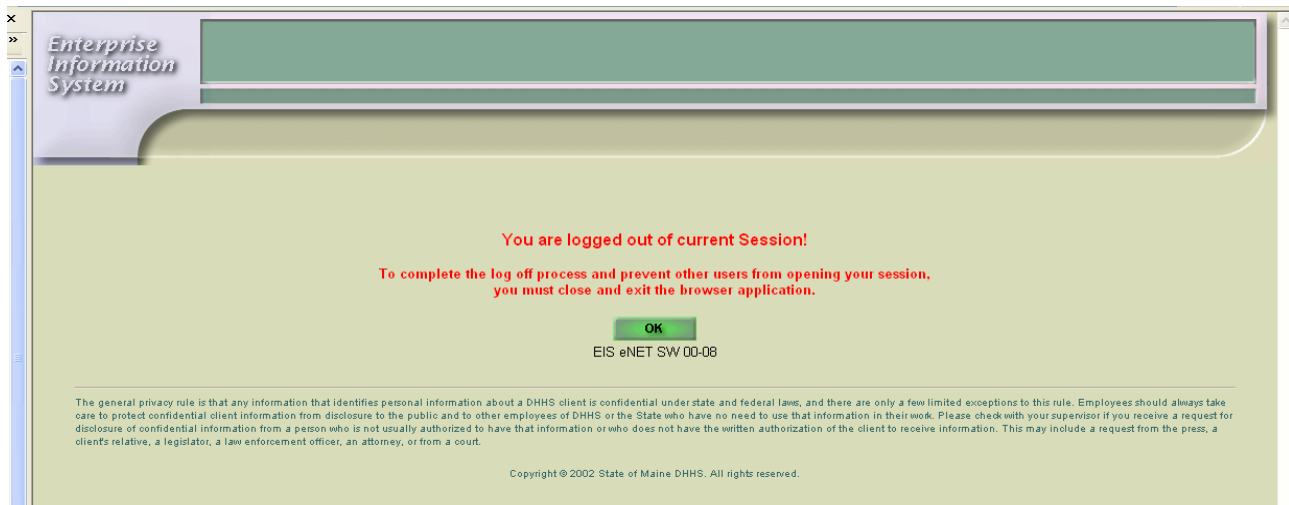 Enterprise
Information
System
You are logged out of current Session!
To complete the log off process and prevent other users from opening your session,
you must close and exit the browser application.
OK
EIS eNET SW 00-08
The general privacy rule is that any information that identifies personal information about a DHHS client is confidential under state and federal laws, and there are only a few limited exceptions to this rule. Employees should always take
care to protect confidential client information from disclosure to the public and to other employees of DHHS or the State who have no need to use that information in their work. Please check with your supervisor if you receive a request for
disclosure of confidential information from a person who is not usually authorized to have that information or who does not have the written authorization of the client to receive information. This may include a request from the press, a
client's relative, a legislator, a law enforcement officer, an attorney, or from a court.
Copyright © 2002 State of Maine DHHS. All rights reserved.